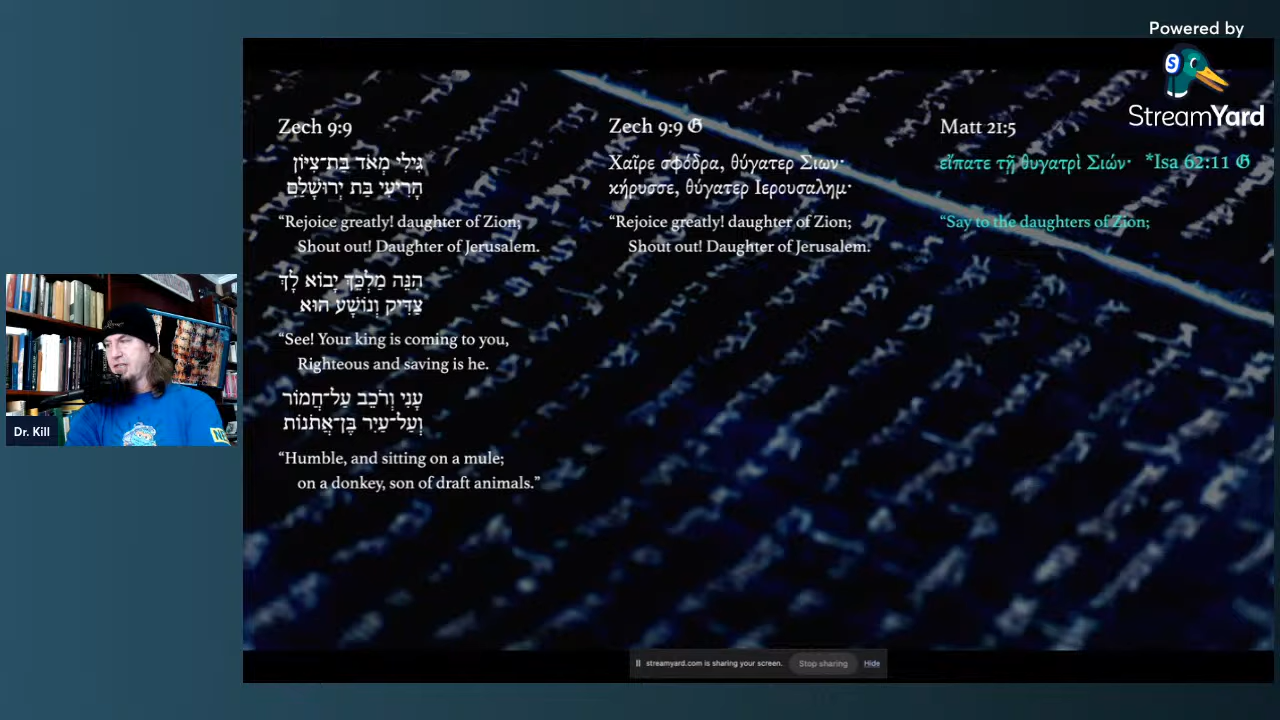 Powered by
StreamYard
Zech 9:9
גִּילִי מְאֹד בַּת־צִיּוֹן
הָרִיעִי בַּת יְרוּשָׁלִַם
“Rejoice greatly! daughter of Zion;
Shout out! Daughter of Jerusalem.
הִנֵּה מַלְכֵּךְ יָבוֹא לָךְ
צַדִּיק וְנוֹשָׁע הוּא
“See! Your king is coming to you,
Righteous and saving is he.
עָנִי וְרֹכֵב עַל־חֲמוֹר
וְעַל־עַיִר בֶּן־אֲתֹנוֹת
“Humble, and sitting on a mule;
on a donkey, son of draft animals.”
Zech 9:9 𝕲
Χαῖρε σφόδρα, θύγατερ Σιων·
κήρυσσε, θύγατερ Ιερουσαλημ·
“Rejoice greatly! daughter of Zion;
Shout out! Daughter of Jerusalem.
Matt 21:5
εἴπατε τῇ θυγατρὶ Σιών· *Isa 62:11 𝕲
“Say to the daughters of Zion;
Dr. Kill
streamyard.com is sharing your screen. Stop sharing Hide